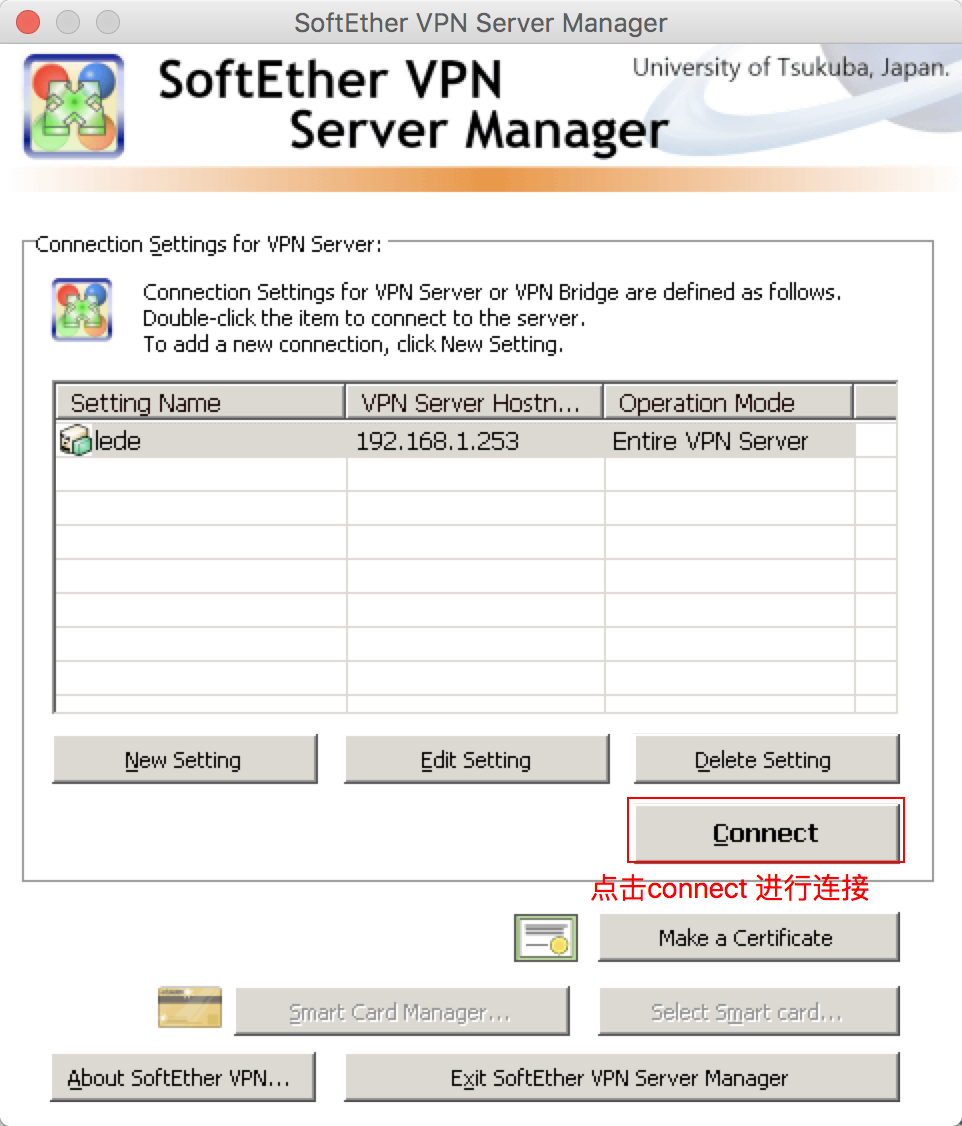 SoftEther VPN Server Manager
University of Tsukuba, Japan.
SoftEther VPN
Server Manager
Connection Settings for VPN Server:
Connection Settings for VPN Server or VPN Bridge are defined as follows.
Double-click the item to connect to the server.
To add a new connection, click New Setting.
Setting Name VPN Server Hostn... Operation Mode
lede 192.168.1.253 Entire VPN Server
New Setting Edit Setting Delete Setting
Connect
点击connect 进行连接
Make a Certificate
Smart Card Manager... Select Smart card...
About SoftEther VPN... Exit SoftEther VPN Server Manager